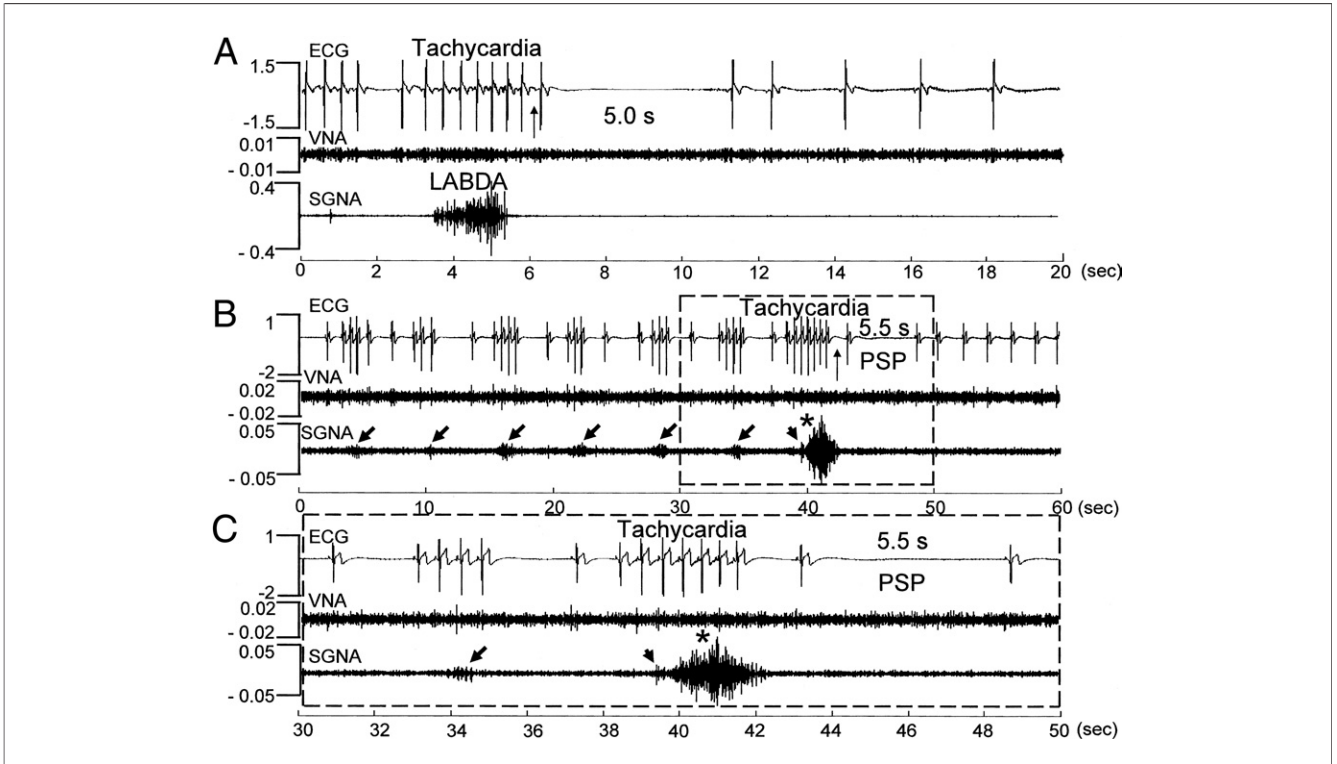 A
ECG
Tachycardia
1.5
-1.5
5.0 s
VNA
0.01
- 0.01
LABDA
0.4
SGNA
- 0.4
0 2 4 6 8 10 12 14 16 18 20 (sec)
B
ECG
Tachycardia
1
5.5 s
-2
PSP
VNA
0.02
- 0.02
*
0.05
SGNA
- 0.05
0 10 20 30 40 50 60 (sec)
C
ECG
Tachycardia
1
5.5 s
-2
PSP
VNA
0.02
- 0.02
*
0.05
SGNA
- 0.05
30 32 34 36 38 40 42 44 46 48 50 (sec)